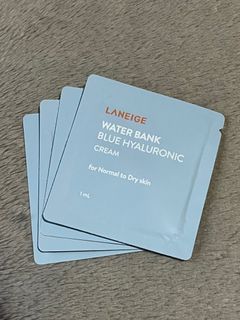 LANEIGE
WATER BANK
BLUE HYALURONIC
CREAM
for Normal to Dry skin
1 mL